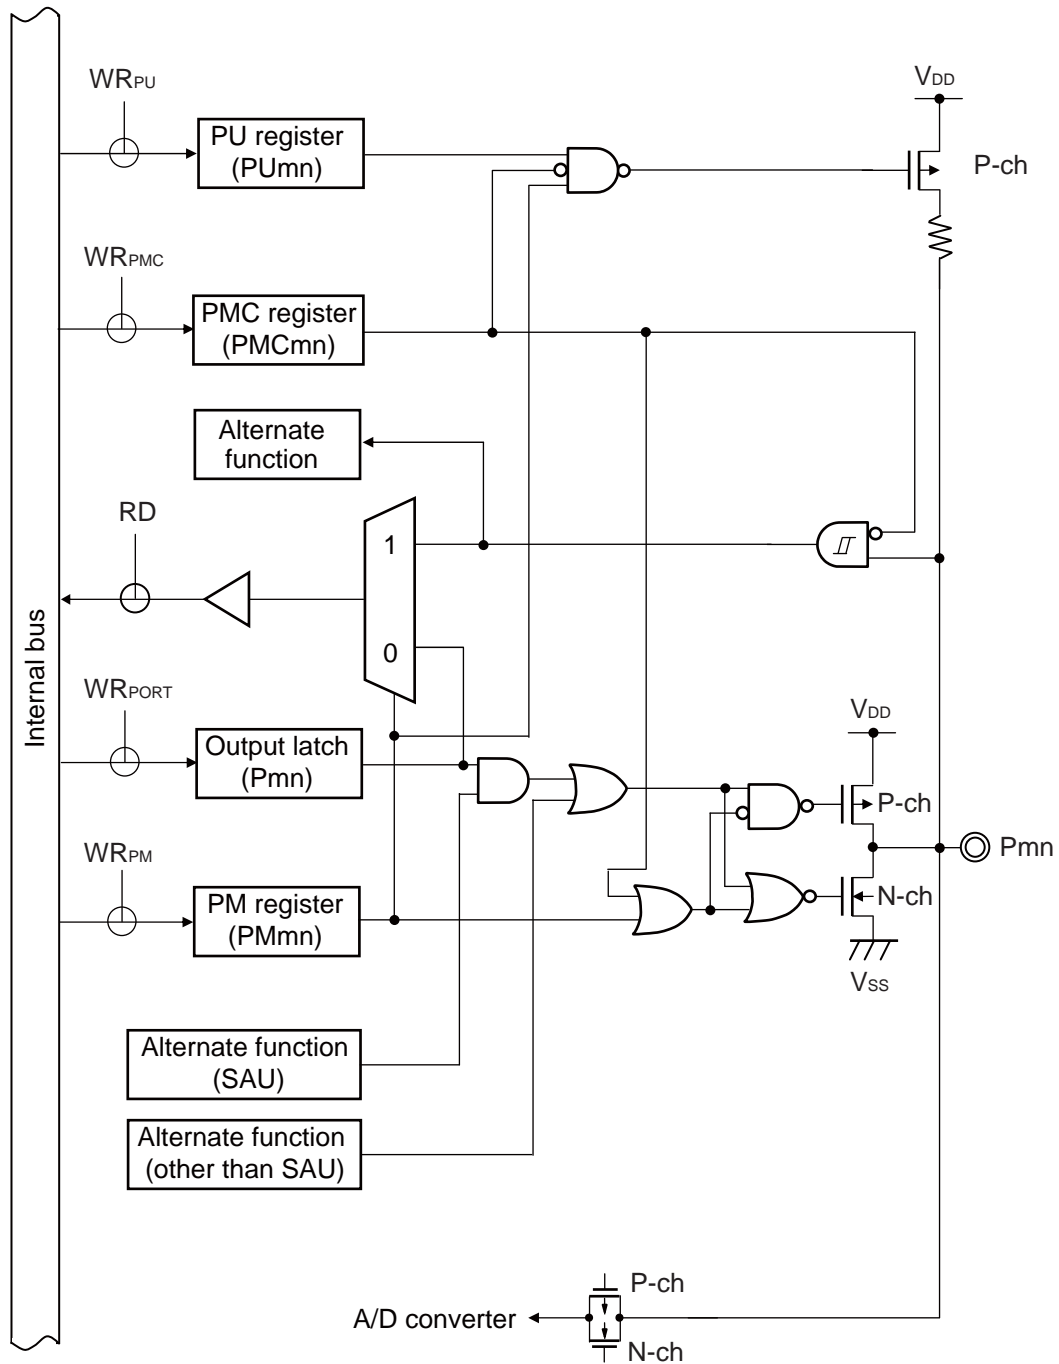 WRPU
PU register
(PUmn)
VDD
P-ch
WRPMC
PMC register
(PMCmn)
Alternate
function
RD
1
0
Internal bus
WRPORT
Output latch
(Pmn)
VDD
P-ch
Pmn
WRPM
PM register
(PMmn)
N-ch
VSS
Alternate function
(SAU)
Alternate function
(other than SAU)
P-ch
A/D converter
N-ch